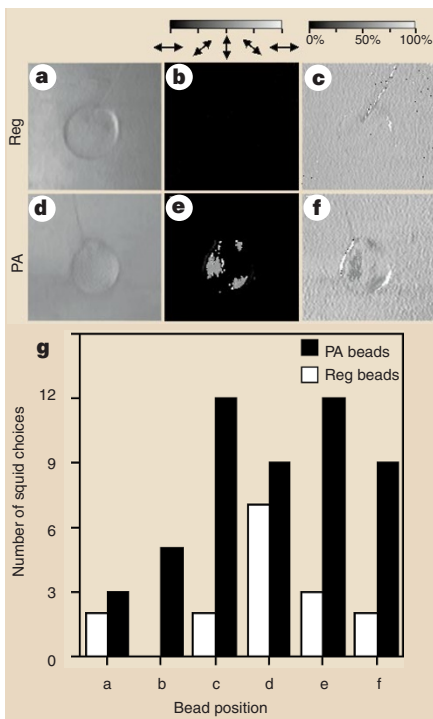 0% 50% 100%
a b c
Reg
d e f
PA
g
PA beads
Reg beads
12
9
6
3
0
Number of squid choices
a b c d e f
Bead position